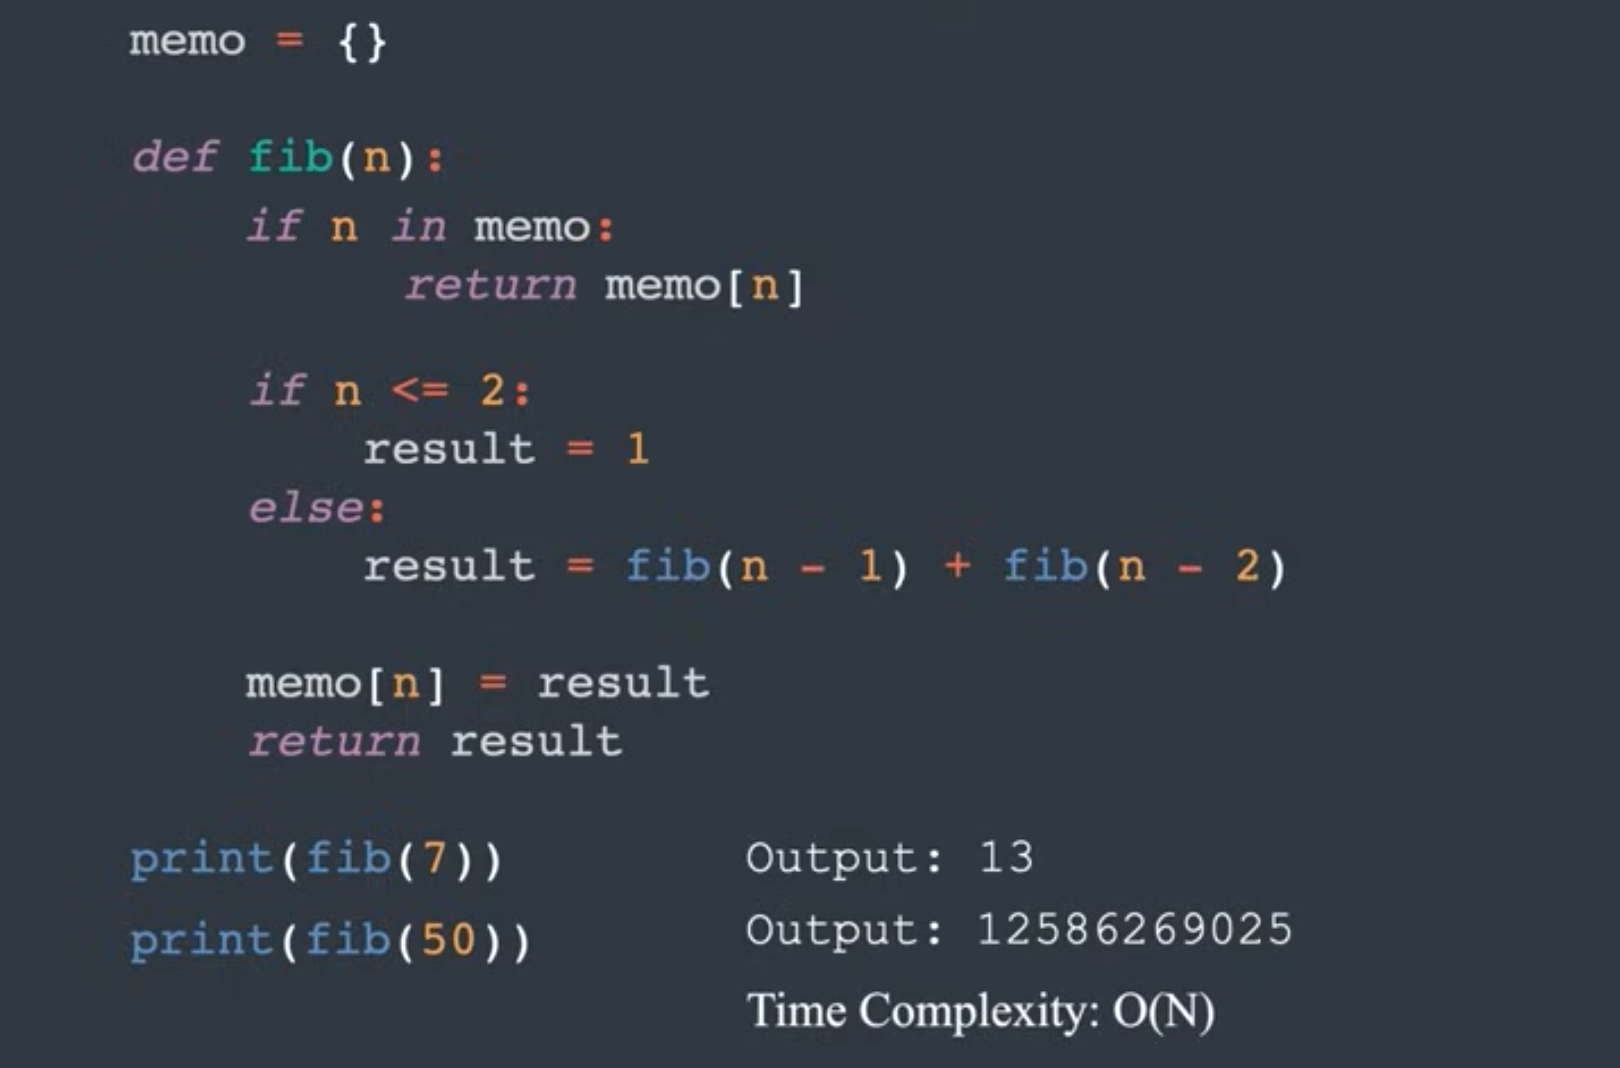 memo = {}
def fib(n):
    if n in memo:
        return memo[n]
    if n <= 2:
        result = 1
    else:
        result = fib(n - 1) + fib(n - 2)
    memo[n] = result
    return result
print(fib(7)) Output: 13
print(fib(50)) Output: 12586269025
Time Complexity: O(N)